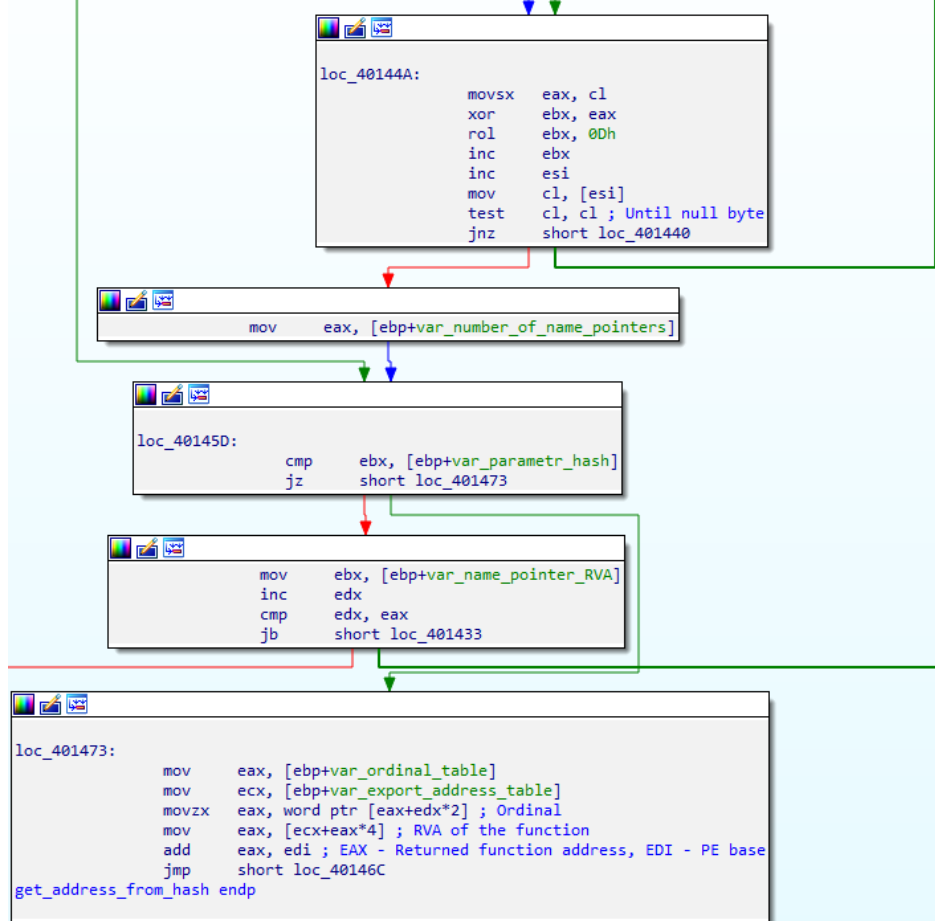 loc_40144A:
movsx eax, cl
xor ebx, eax
rol ebx, 0Dh
inc ebx
inc esi
mov cl, [esi]
test cl, cl ; Until null byte
jnz short loc_401440
mov eax, [ebp+var_number_of_name_pointers]
loc_40145D:
cmp ebx, [ebp+var_parametr_hash]
jz short loc_401473
mov ebx, [ebp+var_name_pointer_RVA]
inc edx
cmp edx, eax
jb short loc_401433
loc_401473:
mov eax, [ebp+var_ordinal_table]
mov ecx, [ebp+var_export_address_table]
movzx eax, word ptr [eax+edx*2] ; Ordinal
mov eax, [ecx+eax*4] ; RVA of the function
add eax, edi ; EAX - Returned function address, EDI - PE base
jmp short loc_40146C
get_address_from_hash endp